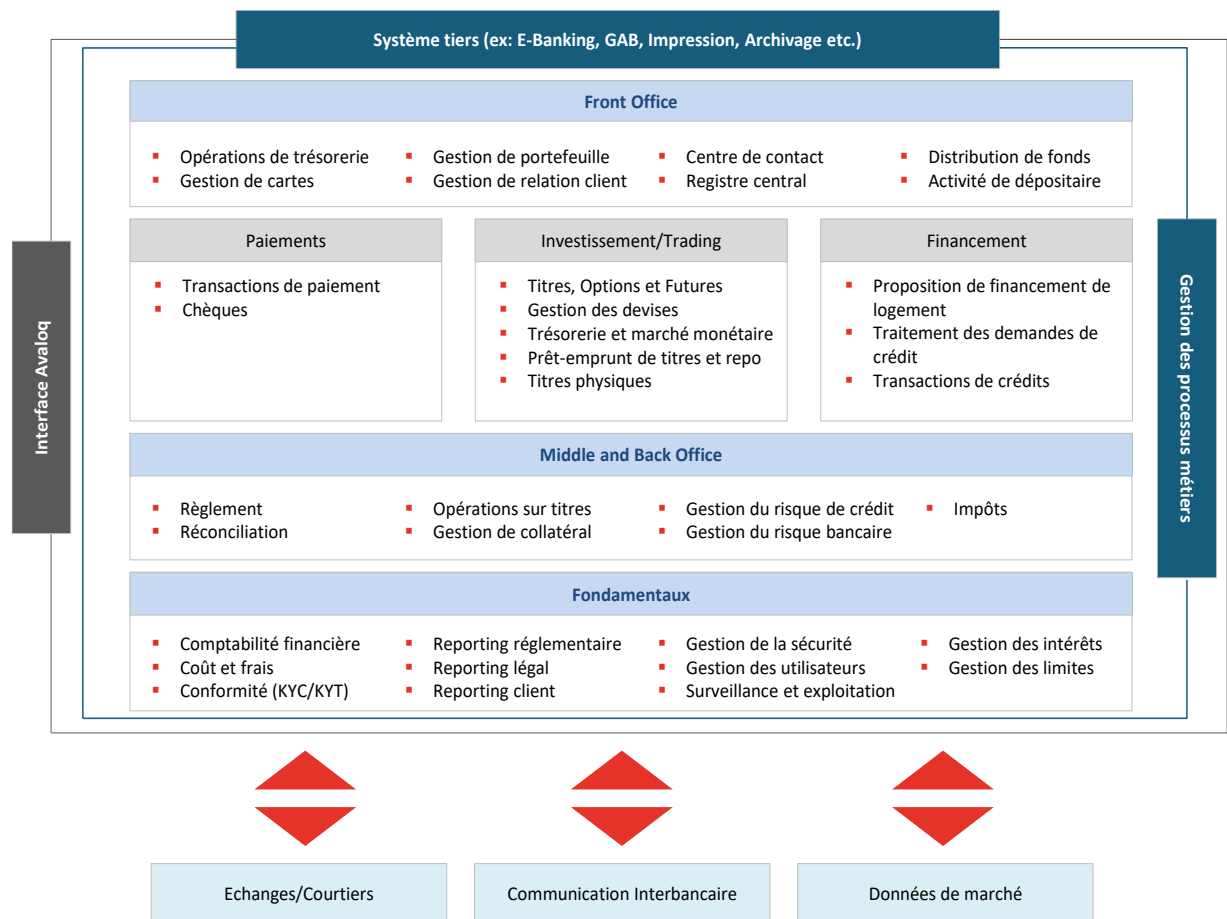 Système tiers (ex: E-Banking, GAB, Impression, Archivage etc.)
Front Office
Opérations de trésorerie
Gestion de cartes
Gestion de portefeuille
Gestion de relation client
Centre de contact
Registre central
Distribution de fonds
Activité de dépositaire
Interface Avaloq
Paiements
Transactions de paiement
Chèques
Investissement/Trading
Titres, Options et Futures
Gestion des devises
Trésorerie et marché monétaire
Prêt-emprunt de titres et repo
Titres physiques
Financement
Proposition de financement de
logement
Traitement des demandes de
crédit
Transactions de crédits
Gestion des processus métiers
Middle and Back Office
Règlement
Réconciliation
Opérations sur titres
Gestion de collatéral
Gestion du risque de crédit
Gestion du risque bancaire
Impôts
Fondamentaux
Comptabilité financière
Coût et frais
Conformité (KYC/KYT)
Reporting réglementaire
Reporting légal
Reporting client
Gestion de la sécurité
Gestion des utilisateurs
Surveillance et exploitation
Gestion des intérêts
Gestion des limites
Echanges/Courtiers
Communication Interbancaire
Données de marché